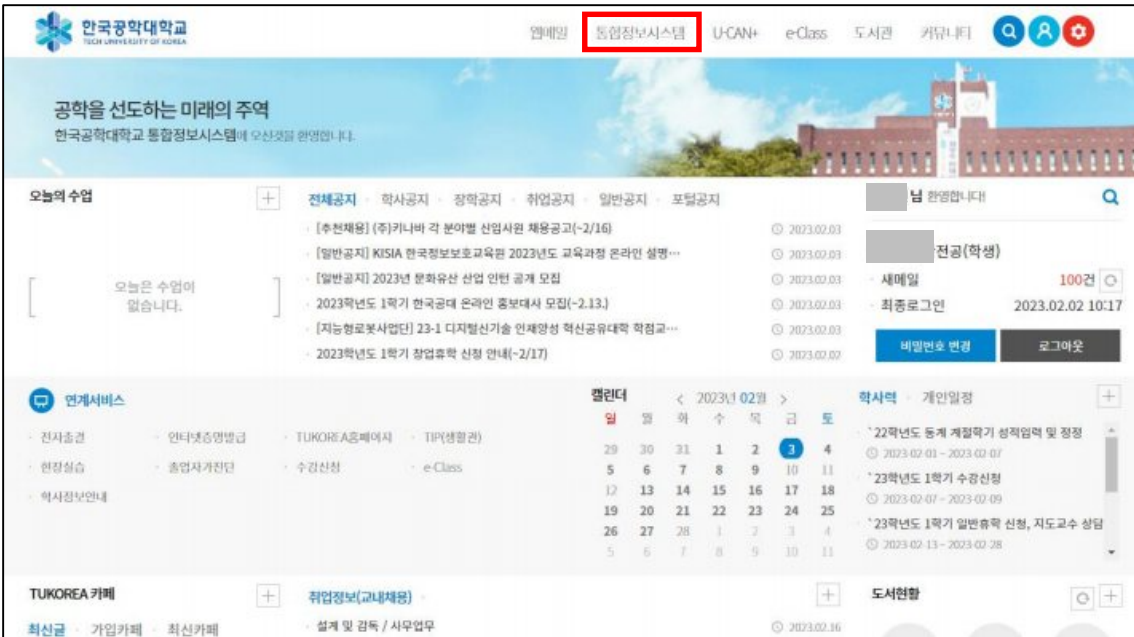 한국공학대학교
TECH UNIVERSITY OF KOREA
웹메일 통합정보시스템 U-CAN+ e-Class 도서관 커뮤니티
공학을 선도하는 미래의 주역
한국공학대학교 통합정보시스템에 오신것을 환영합니다.
오늘의 수업
오늘은 수업이
없습니다.
전체공지 학사공지 장학공지 취업공지 일반공지 포털공지
[추천채용] (주)키나바 각 분야별 신입사원 채용공고(~2/16) 2023.02.03
[일반공지] KISIA 한국정보보호교육원 2023년도 교육과정 온라인 설명··· 2023.02.03
[일반공지] 2023년 문화유산 산업 인턴 공개 모집 2023.02.03
2023학년도 1학기 한국공대 온라인 홍보대사 모집(~2.13.) 2023.02.03
[지능형로봇사업단] 23-1 디지털신기술 인재양성 혁신공유대학 학점교··· 2023.02.03
2023학년도 1학기 창업휴학 신청 안내(~2/17) 2023.02.02
님 환영합니다!
전공(학생)
새메일 100건
최종로그인 2023.02.02 10:17
비밀번호 변경 로그아웃
연계서비스
전자출결 인터넷증명발급 TUKOREA홈페이지 TIP(생활관)
현장실습 졸업자가진단 수강신청 e-Class
학사정보안내
캘린더 < 2023년 02월 >
일 월 화 수 목 금 토
29 30 31 1 2 3 4
5 6 7 8 9 10 11
12 13 14 15 16 17 18
19 20 21 22 23 24 25
26 27 28 1 2 3 4
5 6 7 8 9 10 11
학사력 개인일정
`22학년도 동계 계절학기 성적입력 및 정정
2023-02-01 ~ 2023-02-07
`23학년도 1학기 수강신청
2023-02-07 ~ 2023-02-09
`23학년도 1학기 일반휴학 신청, 지도교수 상담
2023-02-13 ~ 2023-02-28
TUKOREA 카페
최신글 가입카페 최신카페
취업정보(교내채용)
설계 및 감독 / 사무업무 2023.02.16
도서현황